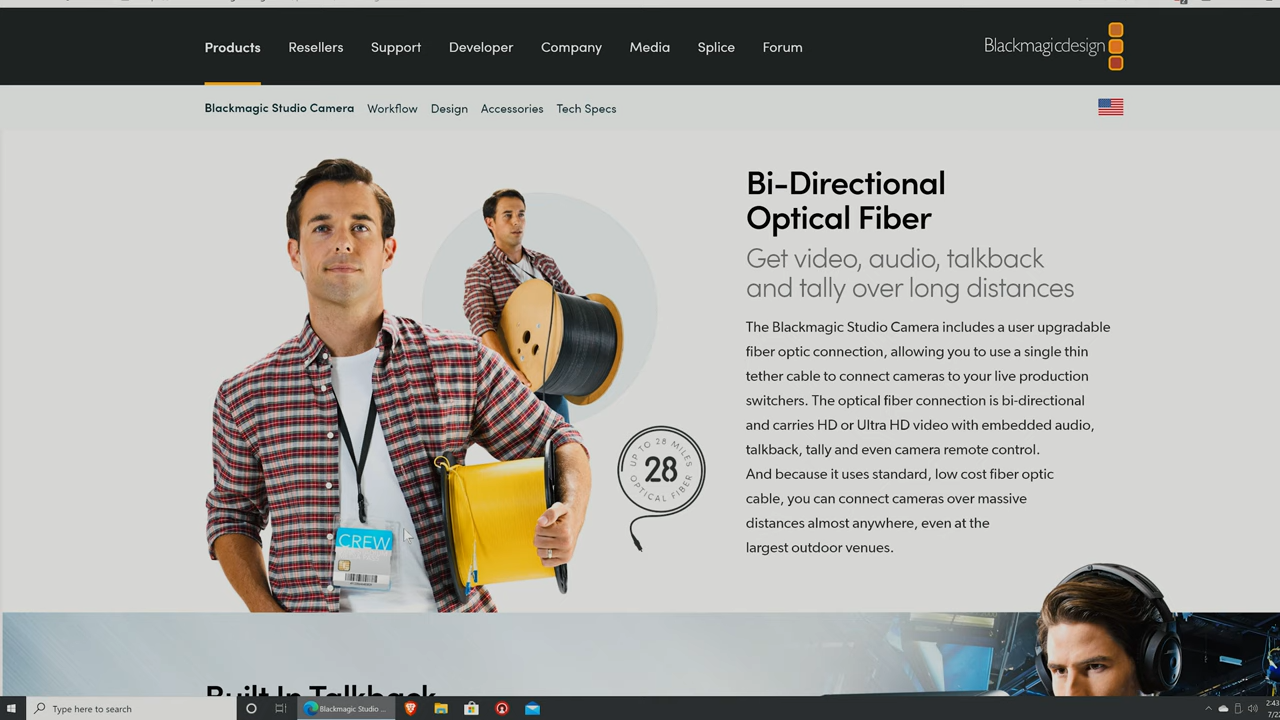 Products Resellers Support Developer Company Media Splice Forum
Blackmagicdesign
Blackmagic Studio Camera Workflow Design Accessories Tech Specs
Bi-Directional
Optical Fiber
Get video, audio, talkback
and tally over long distances
The Blackmagic Studio Camera includes a user upgradable
fiber optic connection, allowing you to use a single thin
tether cable to connect cameras to your live production
switchers. The optical fiber connection is bi-directional
and carries HD or Ultra HD video with embedded audio,
talkback, tally and even camera remote control.
And because it uses standard, low cost fiber optic
cable, you can connect cameras over massive
distances almost anywhere, even at the
largest outdoor venues.
UP TO 28 MILES
28
OPTICAL FIBER
CREW
Built In Talkback
Type here to search
Blackmagic Studio ...